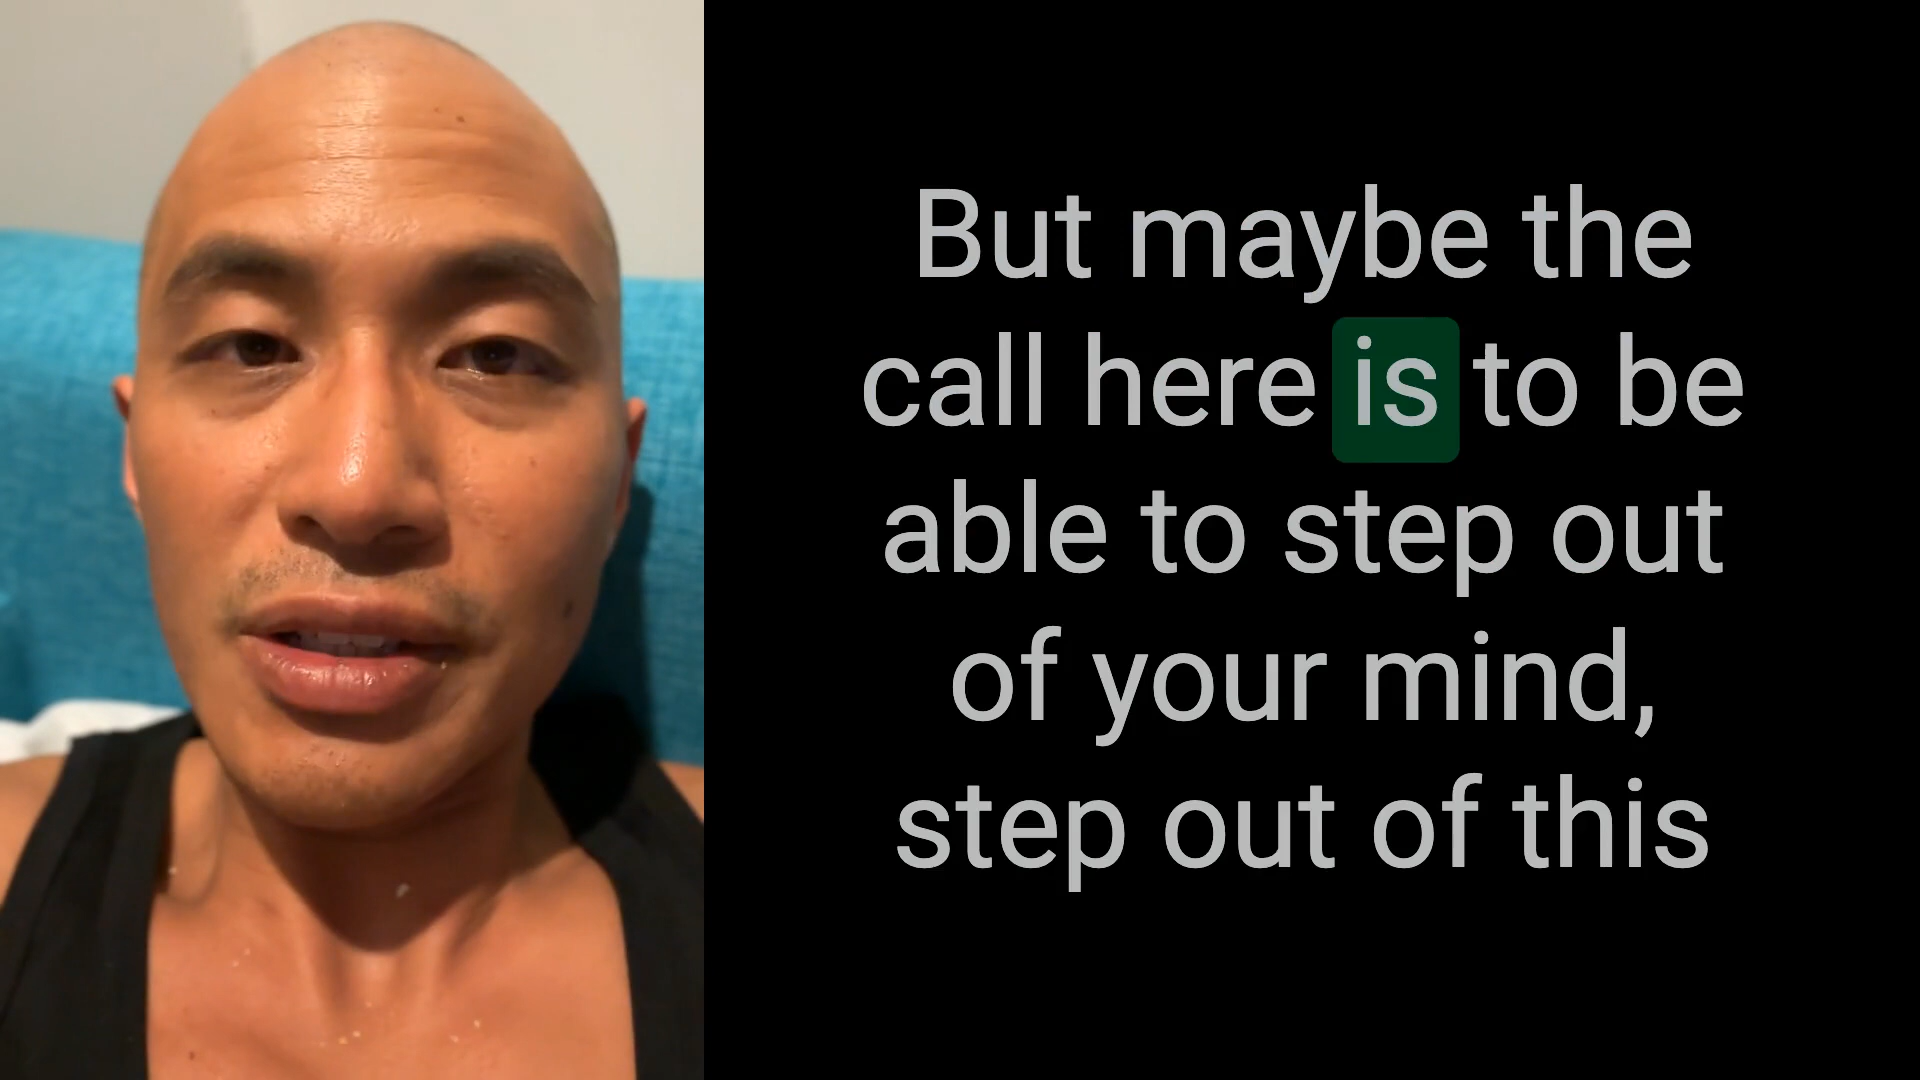 But maybe the
call here is to be
able to step out
of your mind,
step out of this